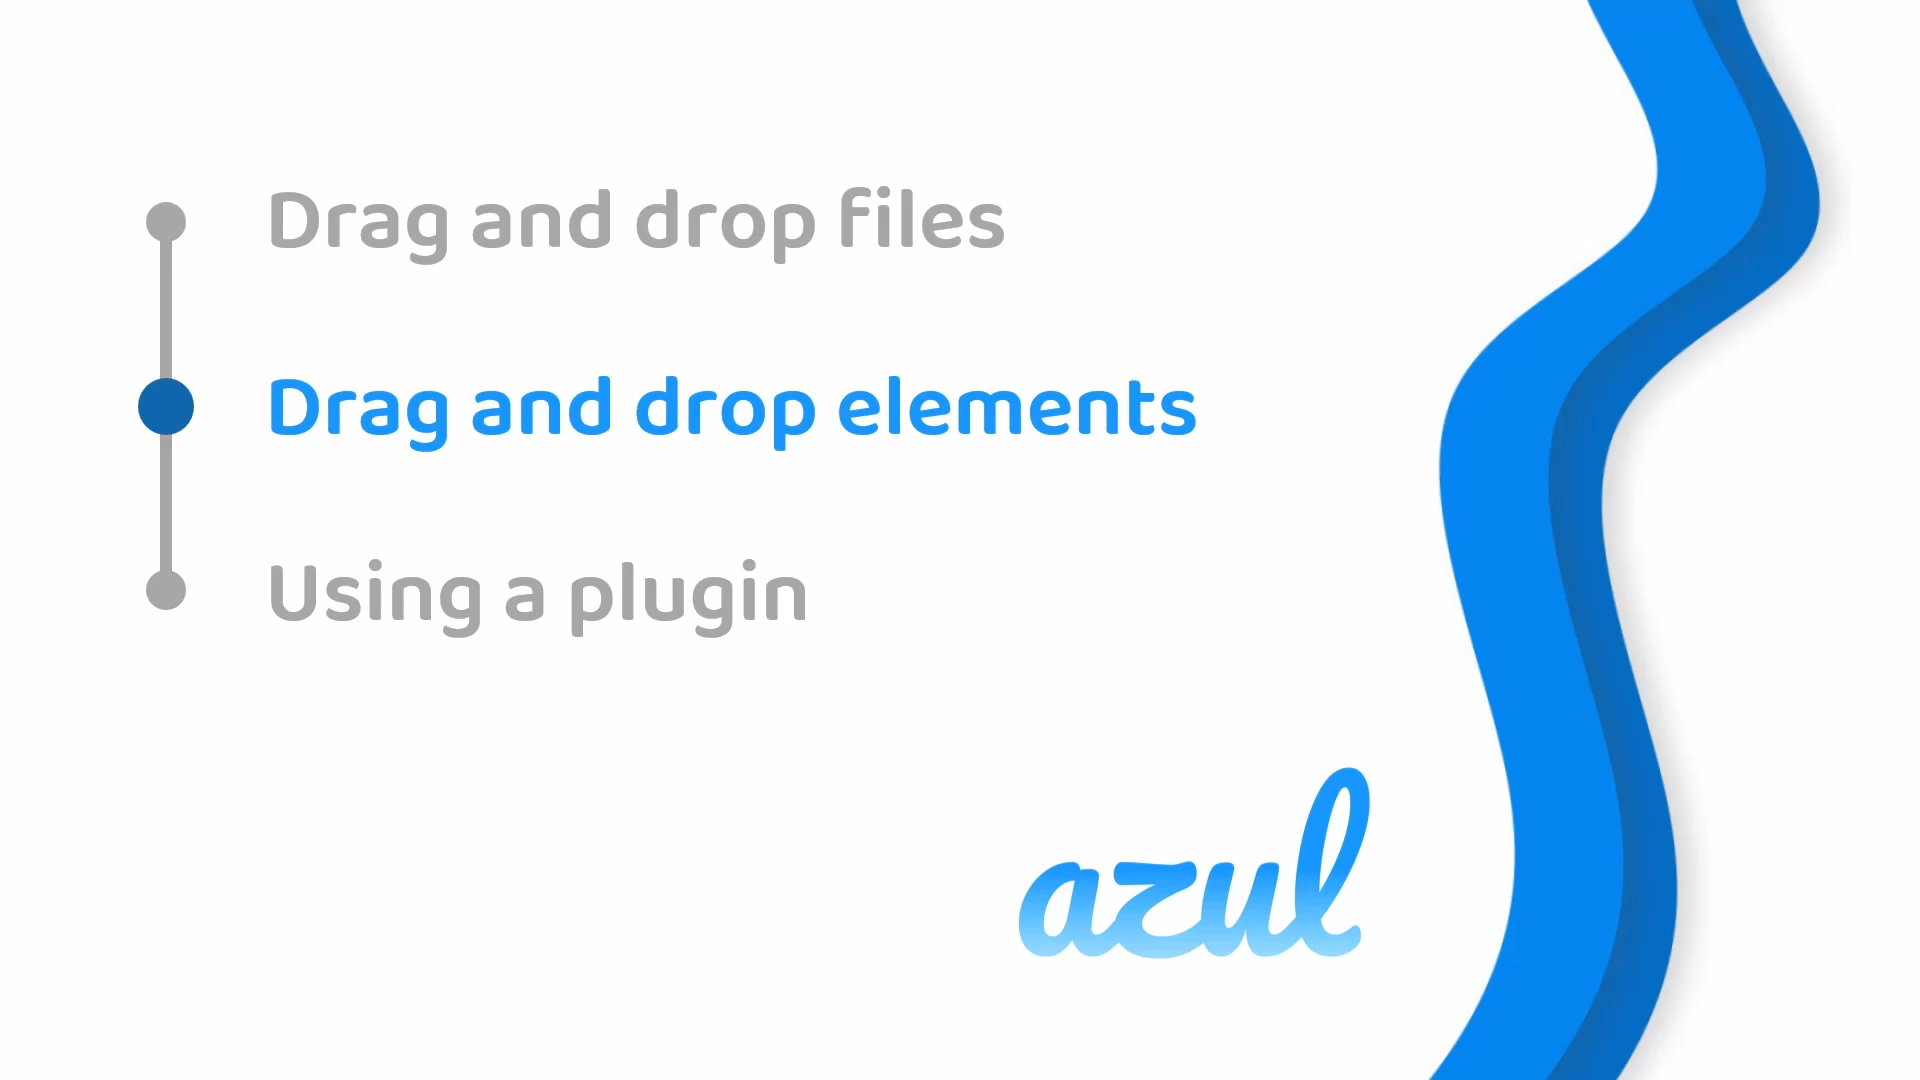 Drag and drop files
Drag and drop elements
Using a plugin
azul